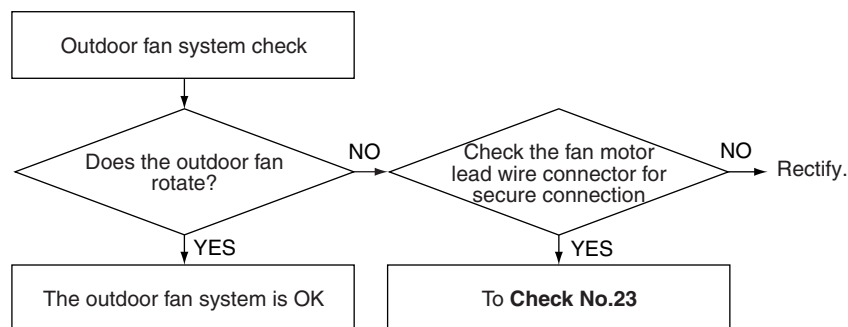 Outdoor fan system check
Does the outdoor fan
rotate?
NO
Check the fan motor
lead wire connector for
secure connection
NO
Rectify.
YES
YES
The outdoor fan system is OK
To Check No.23